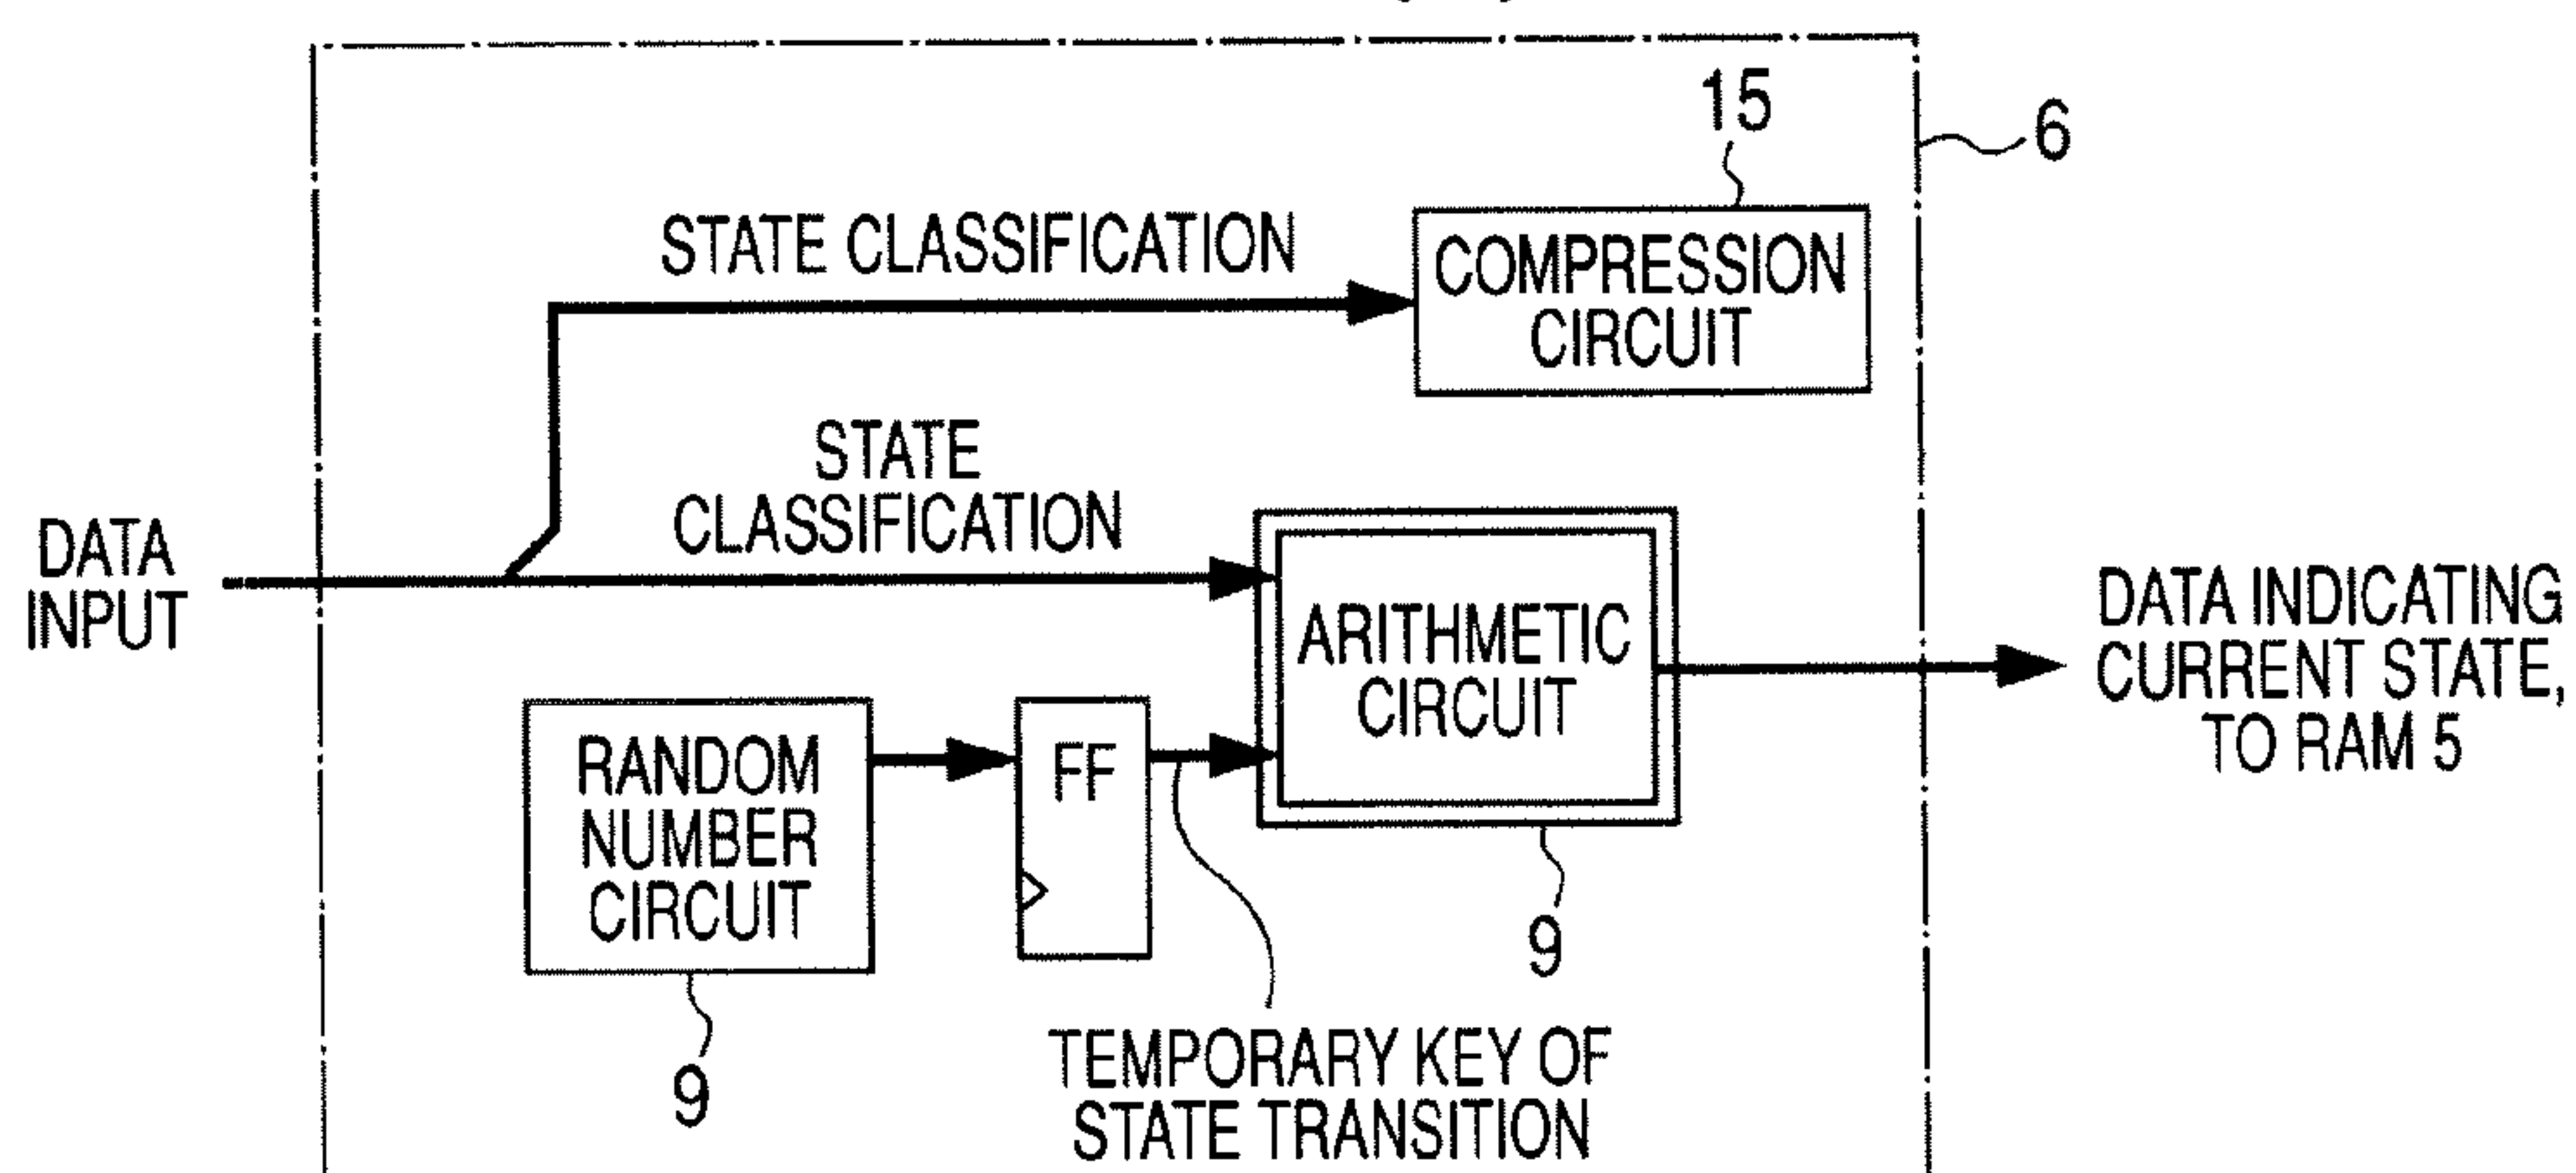 15
6
STATE CLASSIFICATION
COMPRESSION
CIRCUIT
STATE
CLASSIFICATION
DATA
INPUT
ARITHMETIC
CIRCUIT
DATA INDICATING
CURRENT STATE,
TO RAM 5
RANDOM
NUMBER
CIRCUIT
FF
9
9
TEMPORARY KEY OF
STATE TRANSITION